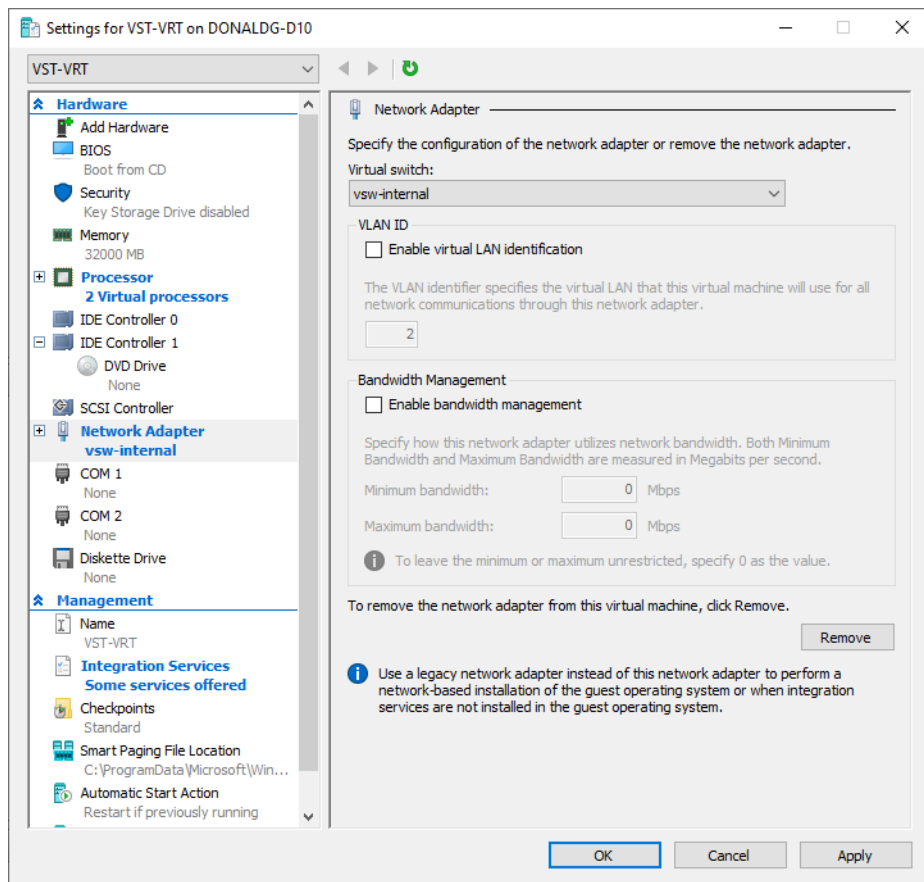 Settings for VST-VRT on DONALDG-D10
VST-VRT
Hardware
Add Hardware
BIOS
Boot from CD
Security
Key Storage Drive disabled
Memory
32000 MB
Processor
2 Virtual processors
IDE Controller 0
IDE Controller 1
DVD Drive
None
SCSI Controller
Network Adapter
vsw-internal
COM 1
None
COM 2
None
Diskette Drive
None
Management
Name
VST-VRT
Integration Services
Some services offered
Checkpoints
Standard
Smart Paging File Location
C:\ProgramData\Microsoft\Win...
Automatic Start Action
Restart if previously running
Network Adapter
Specify the configuration of the network adapter or remove the network adapter.
Virtual switch:
vsw-internal
VLAN ID
Enable virtual LAN identification
The VLAN identifier specifies the virtual LAN that this virtual machine will use for all
network communications through this network adapter.
2
Bandwidth Management
Enable bandwidth management
Specify how this network adapter utilizes network bandwidth. Both Minimum
Bandwidth and Maximum Bandwidth are measured in Megabits per second.
Minimum bandwidth: 0 Mbps
Maximum bandwidth: 0 Mbps
To leave the minimum or maximum unrestricted, specify 0 as the value.
To remove the network adapter from this virtual machine, click Remove.
Remove
Use a legacy network adapter instead of this network adapter to perform a
network-based installation of the guest operating system or when integration
services are not installed in the guest operating system.
OK Cancel Apply